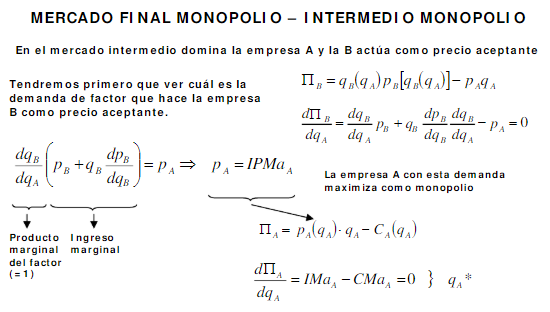 MERCADO FINAL MONOPOLIO – INTERMEDIO MONOPOLIO
En el mercado intermedio domina la empresa A y la B actúa como precio aceptante
Tendremos primero que ver cuál es la
demanda de factor que hace la empresa
B como precio aceptante.
Π_B = q_B(q_A) p_B[q_B(q_A)] − p_A q_A
dΠ_B/dq_A = dq_B/dq_A p_B + q_B dp_B/dq_B dq_B/dq_A − p_A = 0
dq_B/dq_A (p_B + q_B dp_B/dq_B) = p_A ⇒ p_A = IPMa_A
La empresa A con esta demanda
maximiza como monopolio
Producto
marginal
del factor
(=1)
Ingreso
marginal
Π_A = p_A(q_A)· q_A − C_A(q_A)
dΠ_A/dq_A = IMa_A − CMa_A = 0 } q_A*